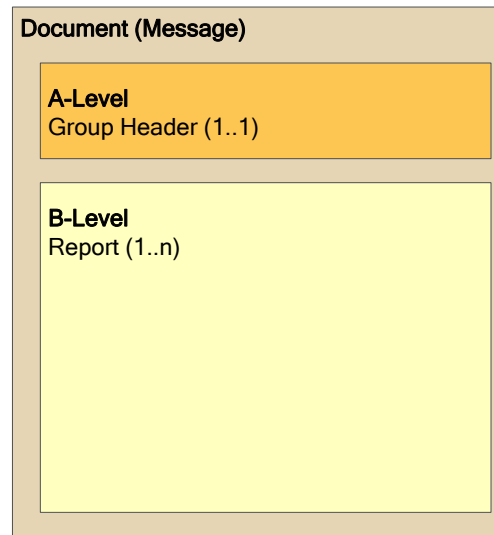 Document (Message)
A-Level
Group Header (1..1)
B-Level
Report (1..n)